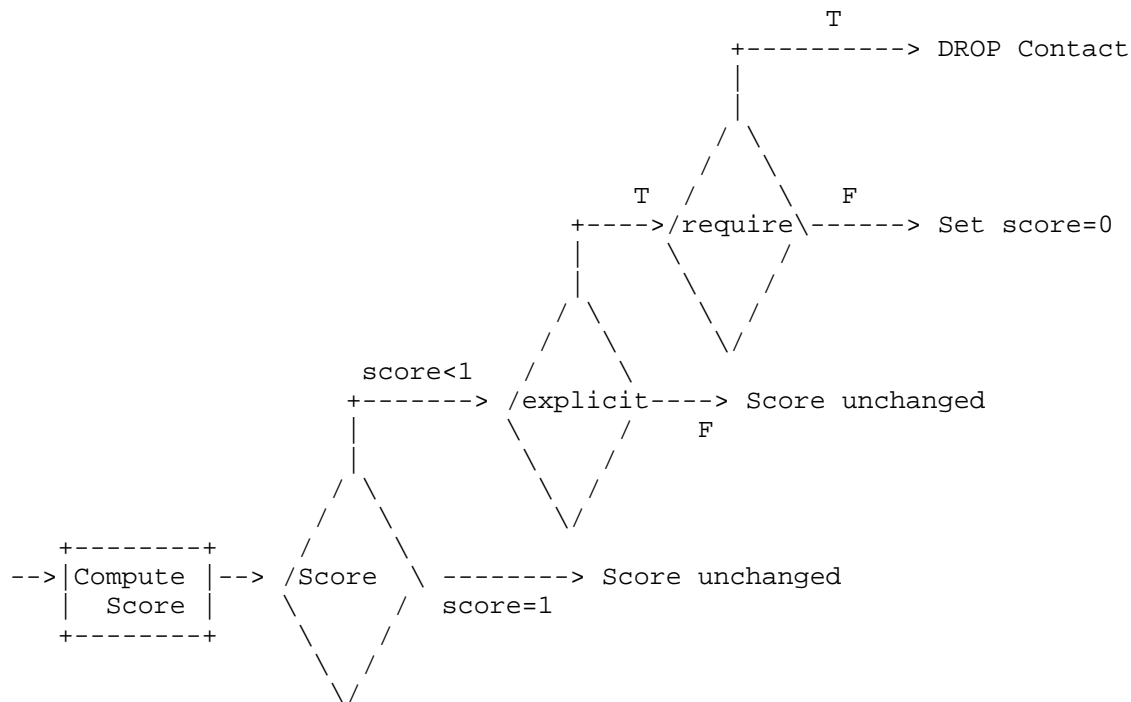 T
DROP Contact
T F
require Set score=0
score<1
explicit Score unchanged
F
Compute Score Score unchanged
Score score=1